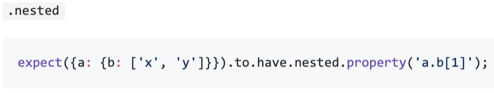 .nested
expect({a: {b: ['x', 'y']}}).to.have.nested.property('a.b[1]');